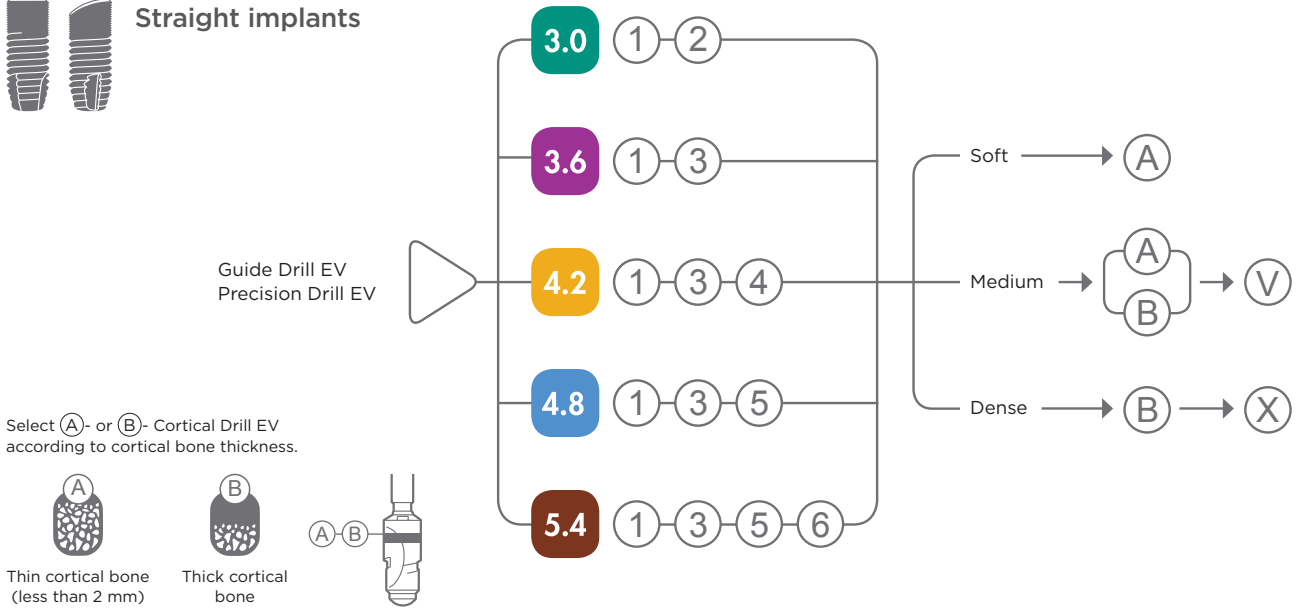 Straight implants
3.0 1 2
3.6 1 3
4.2 1 3 4
4.8 1 3 5
5.4 1 3 5 6
Guide Drill EV
Precision Drill EV
Soft A
Medium A B V
Dense B X
Select A - or B - Cortical Drill EV
according to cortical bone thickness.
A
Thin cortical bone
(less than 2 mm)
B
Thick cortical
bone
A B